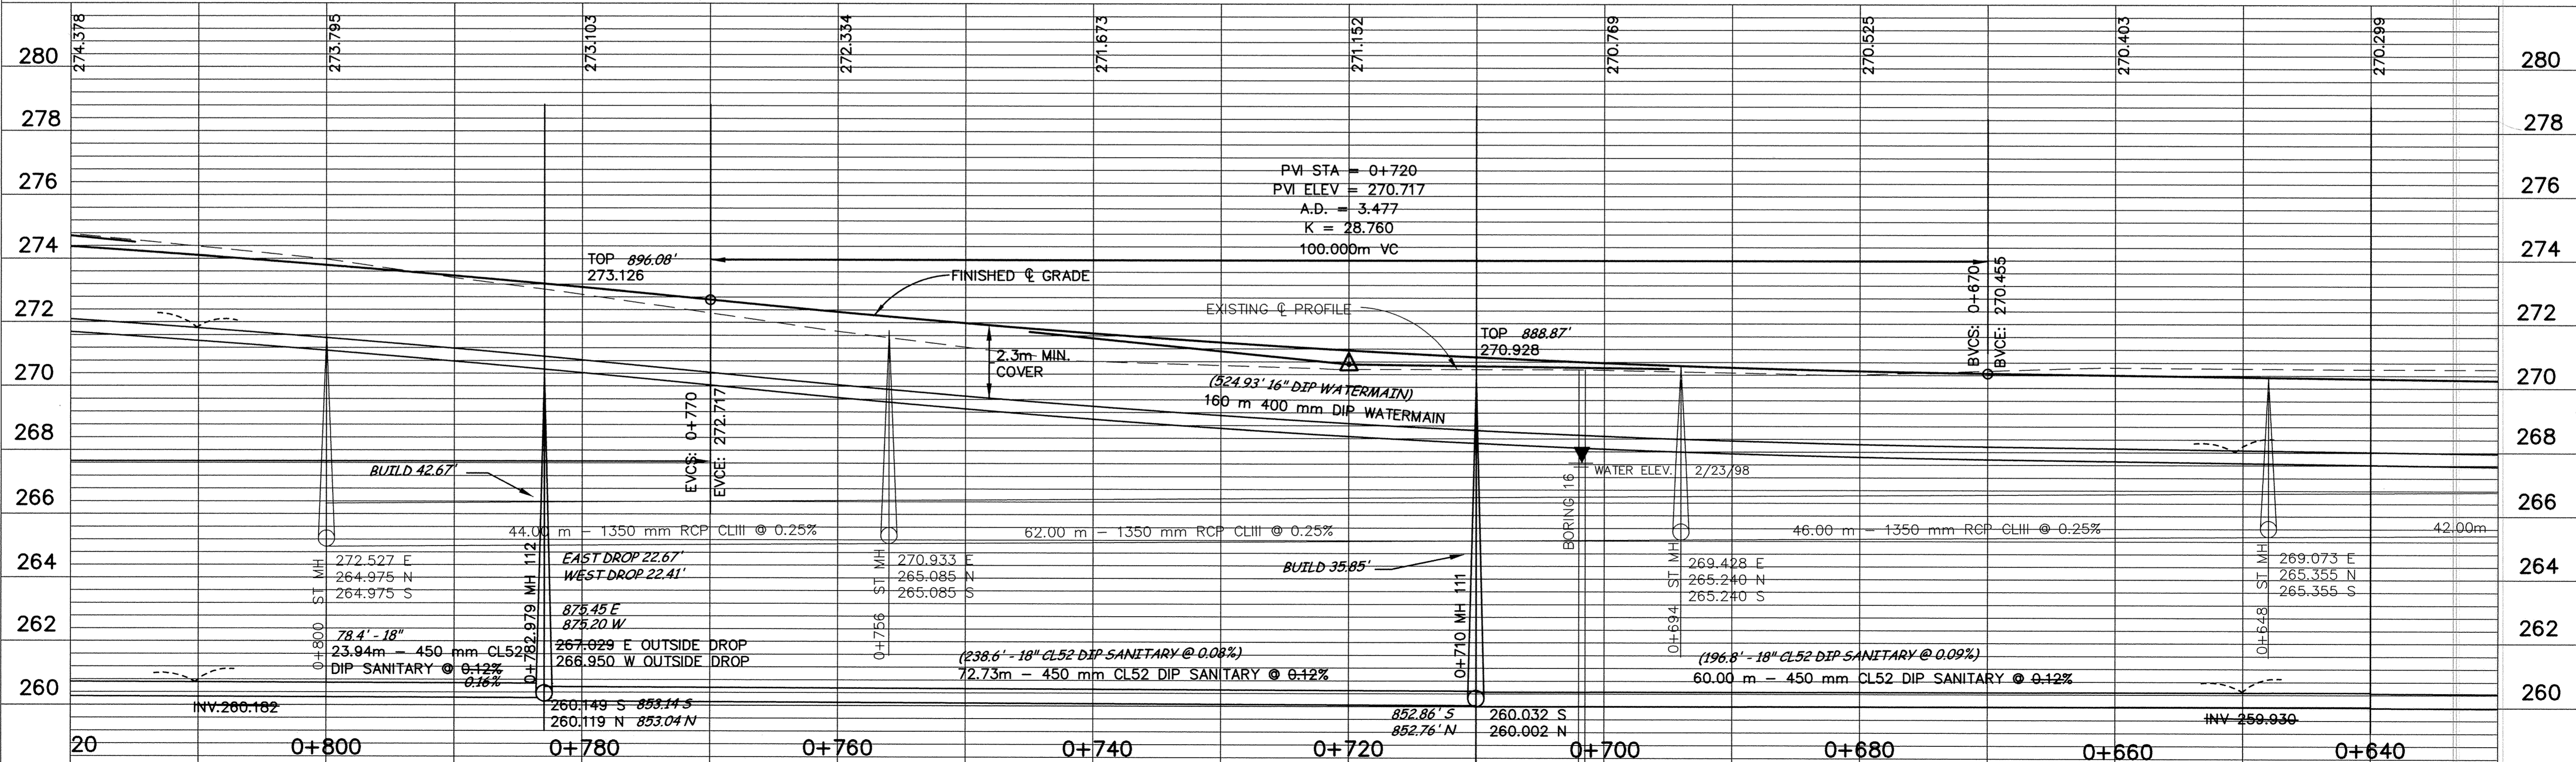 274.378
273.795
273.103
272.334
271.673
271.152
270.769
270.525
270.403
270.299
280
280
278
278
276
276
274
274
272
272
270
270
268
268
266
266
264
264
262
262
260
260
PVI STA = 0+720
PVI ELEV = 270.717
A.D. = 3.477
K = 28.760
100.000m VC
TOP 896.08'
273.126
FINISHED ℄ GRADE
EXISTING ℄ PROFILE
2.3m MIN.
COVER
(524.93' 16" DIP WATERMAIN)
160 m 400 mm DIP WATERMAIN
TOP 888.87'
270.928
BVCS: 0+670
BVCE: 270.455
EVCS: 0+770
EVCE: 272.717
BUILD 42.67'
WATER ELEV. 2/23/98
BORING 16
44.00 m – 1350 mm RCP CLIII @ 0.25%
62.00 m – 1350 mm RCP CLIII @ 0.25%
46.00 m – 1350 mm RCP CLIII @ 0.25%
42.00m
0+800 ST MH
272.527 E
264.975 N
264.975 S
0+782.979 MH 112
EAST DROP 22.67'
WEST DROP 22.41'
875.45 E
875.20 W
267.029 E OUTSIDE DROP
266.950 W OUTSIDE DROP
0+756 ST MH
270.933 E
265.085 N
265.085 S
BUILD 35.85'
0+710 MH 111
0+694 ST MH
269.428 E
265.240 N
265.240 S
0+648 ST MH
269.073 E
265.355 N
265.355 S
78.4' - 18"
23.94m – 450 mm CL52
DIP SANITARY @ 0.12%
0.16%
(238.6' - 18" CL52 DIP SANITARY @ 0.08%)
72.73m – 450 mm CL52 DIP SANITARY @ 0.12%
(196.8' - 18" CL52 DIP SANITARY @ 0.09%)
60.00 m – 450 mm CL52 DIP SANITARY @ 0.12%
INV.260.182
260.149 S 853.14 S
260.119 N 853.04 N
852.86' S 260.032 S
852.76' N 260.002 N
INV 259.930
20
0+800
0+780
0+760
0+740
0+720
0+700
0+680
0+660
0+640